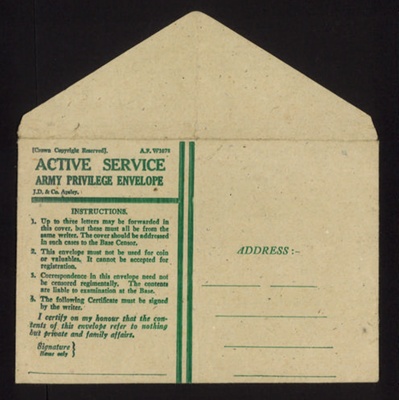 [Crown Copyright Reserved]. A.F. W3078
ACTIVE SERVICE
ARMY PRIVILEGE ENVELOPE
J.D. & Co. Ansley.
INSTRUCTIONS.
1. Up to three letters may be forwarded in
this cover, but these must all be from the
same writer. The cover should be addressed
in such cases to the Base Censor.
2. This envelope must not be used for coin
or valuables. It cannot be accepted for
registration.
3. Correspondence in this envelope need not
be censored regimentally. The contents
are liable to examination at the Base.
4. The following Certificate must be signed
by the writer.
I certify on my honour that the con-
tents of this envelope refer to nothing
but private and family affairs.
Signature }
Name only
ADDRESS :-